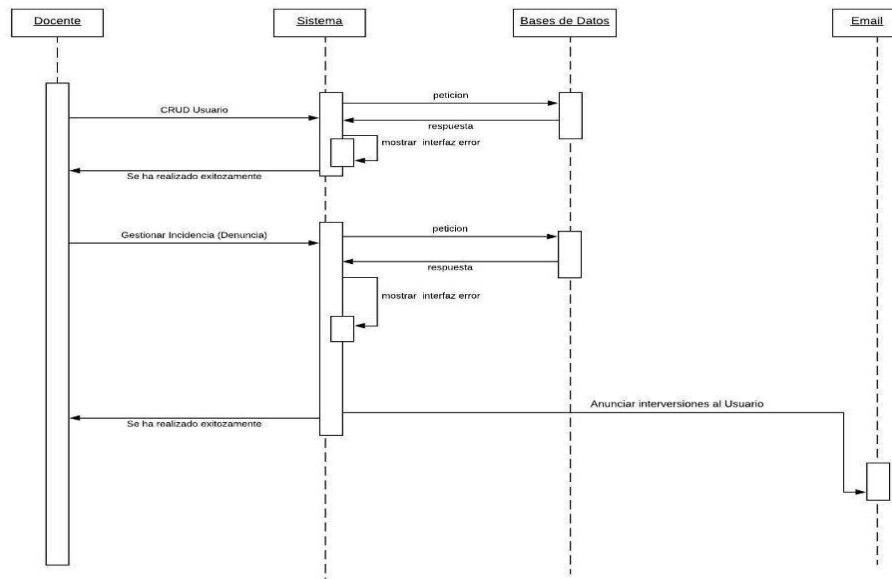 Docente
Sistema
Bases de Datos
Email
peticion
CRUD Usuario
respuesta
mostrar interfaz error
Se ha realizado exitozamente
peticion
Gestionar Incidencia (Denuncia)
respuesta
mostrar interfaz error
Anunciar interversiones al Usuario
Se ha realizado exitozamente